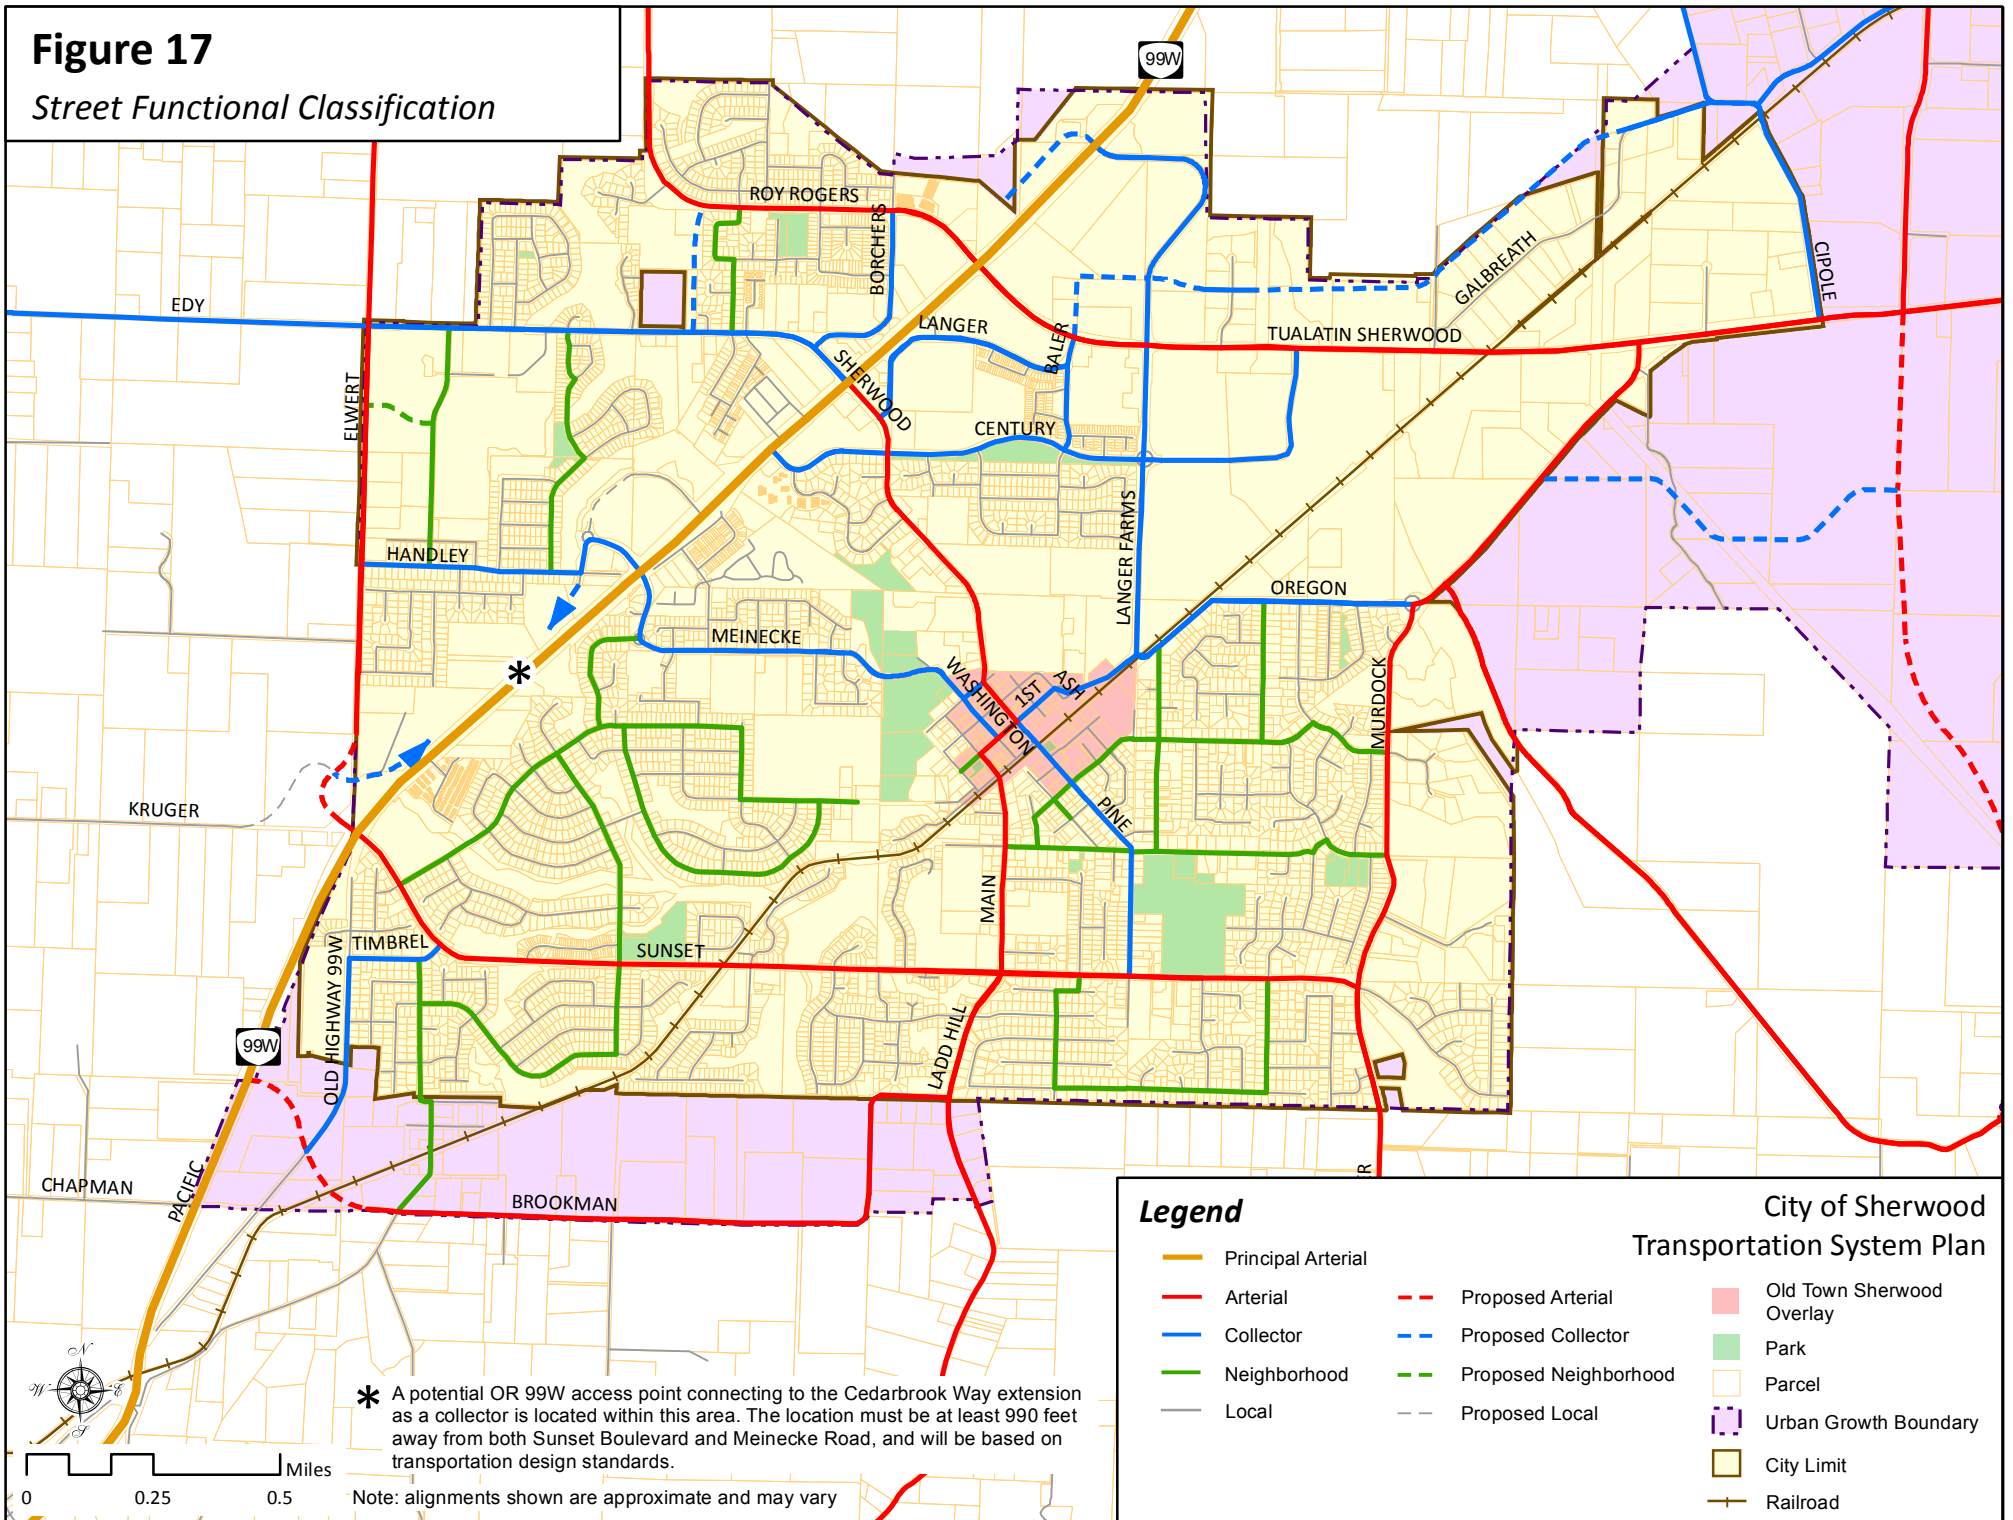 Figure 17
Street Functional Classification
99W
ROY ROGERS
BORCHERS
GALBREATH
CIPOLE
EDY
LANGER
BALER
TUALATIN SHERWOOD
SHERWOOD
ELWERT
CENTURY
LANGER FARMS
HANDLEY
OREGON
MEINECKE
WASHINGTON
1ST
ASH
MURDOCK
KRUGER
PINE
MAIN
TIMBREL
SUNSET
OLD HIGHWAY 99W
99W
LADD HILL
PACIFIC
CHAPMAN
BROOKMAN
ER
Legend
City of Sherwood
Transportation System Plan
Principal Arterial
Arterial
Collector
Neighborhood
Local
Proposed Arterial
Proposed Collector
Proposed Neighborhood
Proposed Local
Old Town Sherwood
Overlay
Park
Parcel
Urban Growth Boundary
City Limit
Railroad
N
W
E
S
* A potential OR 99W access point connecting to the Cedarbrook Way extension
as a collector is located within this area. The location must be at least 990 feet
away from both Sunset Boulevard and Meinecke Road, and will be based on
transportation design standards.
Miles
0 0.25 0.5
Note: alignments shown are approximate and may vary